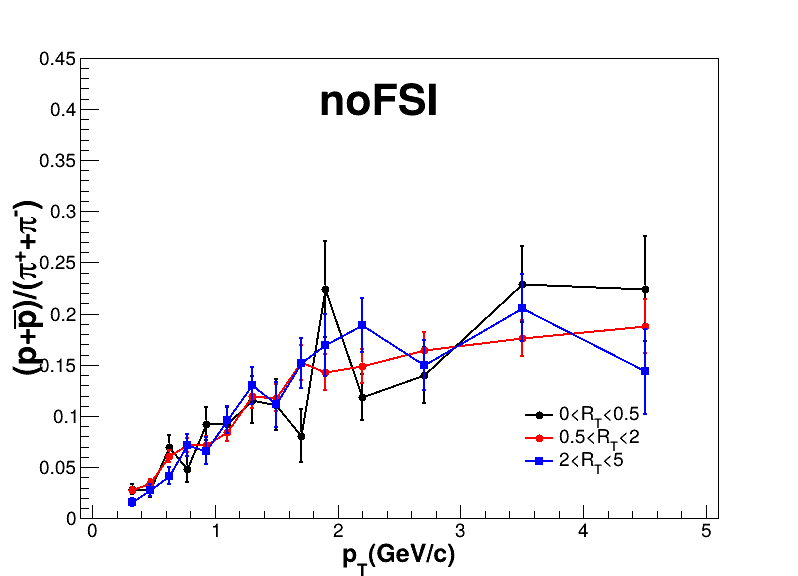 noFSI
0.45
0.4
0.35
0.3
0.25
0.2
0.15
0.1
0.05
0
(p+p̅)/(π⁺+π⁻)
0<R_T<0.5
0.5<R_T<2
2<R_T<5
0 1 2 3 4 5
p_T(GeV/c)